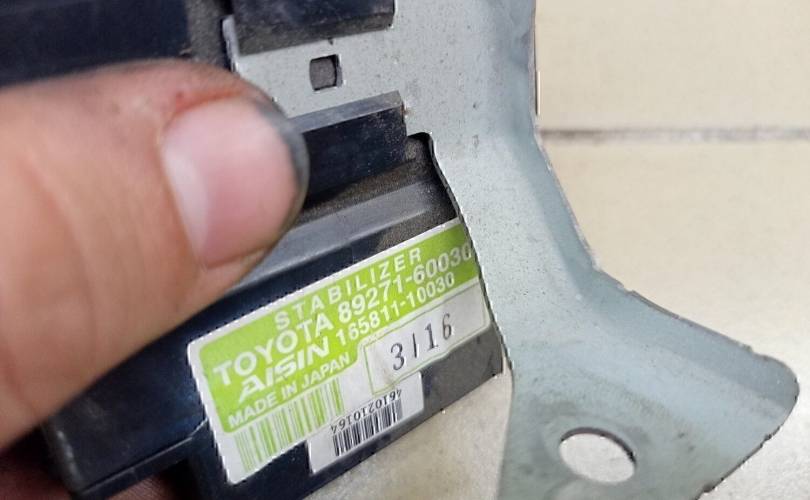 STABILIZER
TOYOTA 89271-60030
AISIN 165811-10030
MADE IN JAPAN
3116
4610210164